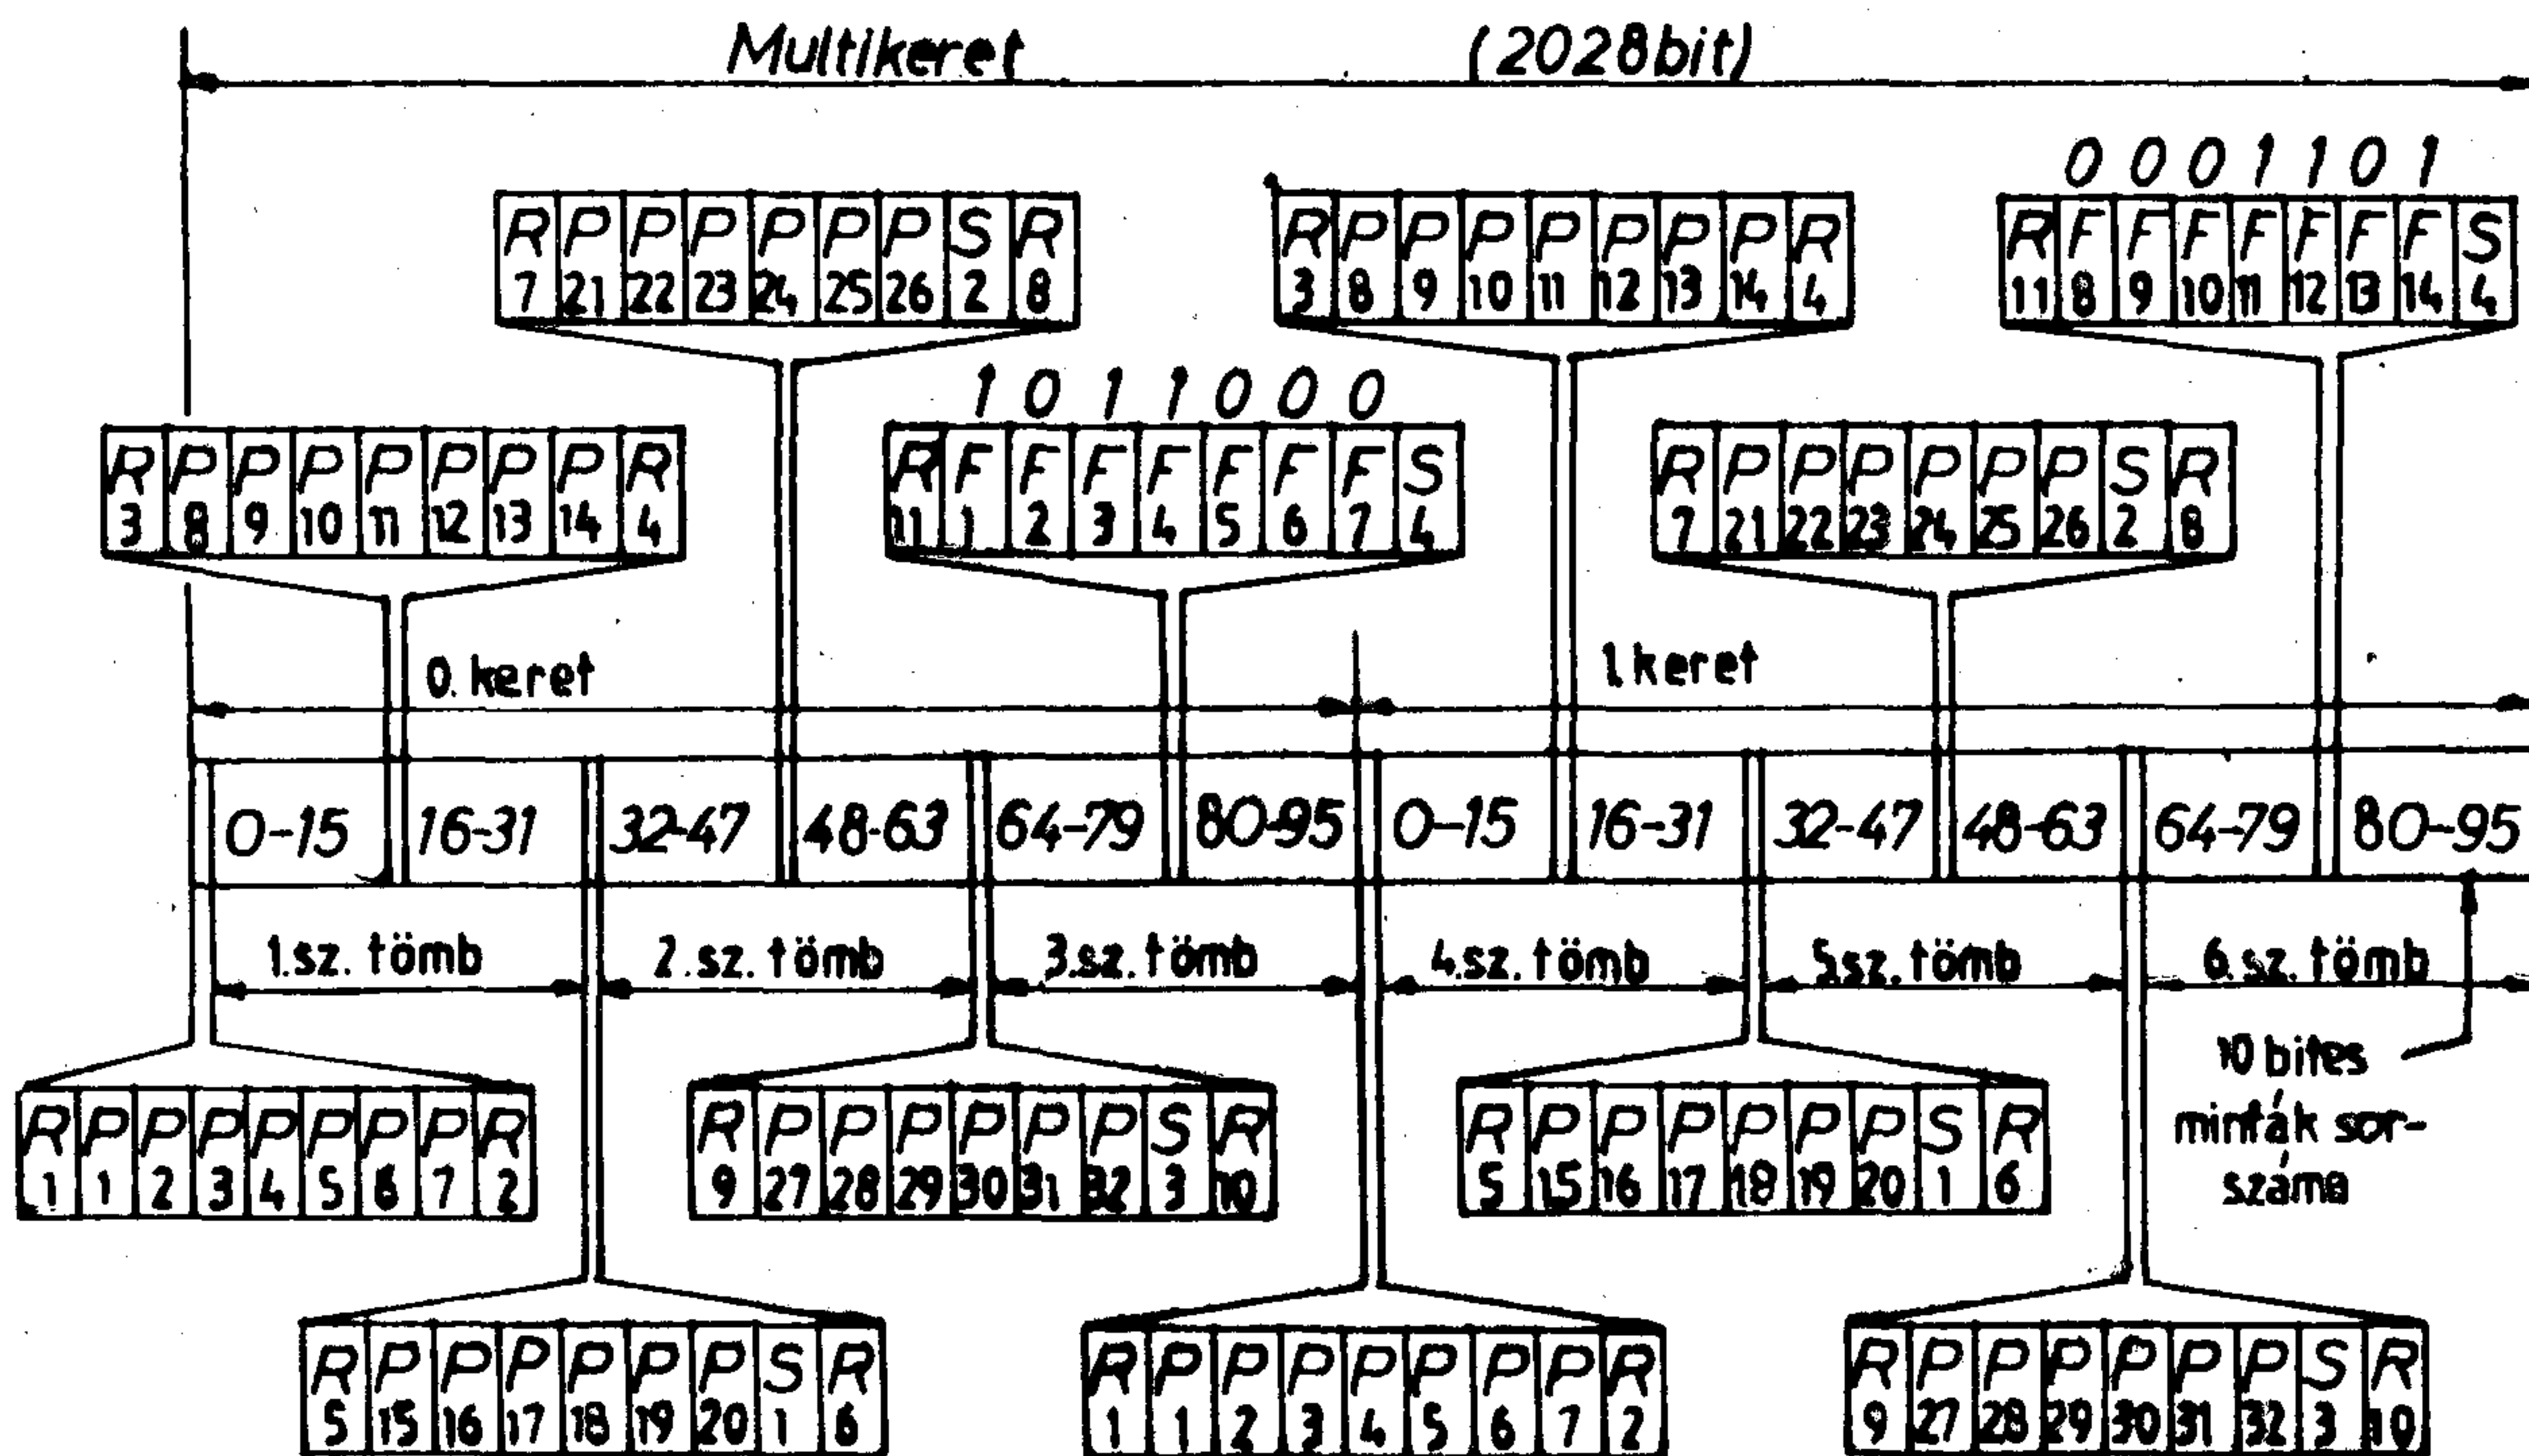 Multikeret (2028bit)
0 0 0 1 1 0 1
R P P P P P P S R
7 21 22 23 24 25 26 2 8
R P P P P P P P R
3 8 9 10 11 12 13 14 4
R F F F F F F F S
11 8 9 10 11 12 13 14 4
1 0 1 1 0 0 0
R P P P P P P P R
3 8 9 10 11 12 13 14 4
R F F F F F F F S
11 1 2 3 4 5 6 7 4
R P P P P P P S R
7 21 22 23 24 25 26 2 8
0. keret
1. keret
0-15 16-31 32-47 48-63 64-79 80-95 0-15 16-31 32-47 48-63 64-79 80-95
1.sz. tömb 2.sz. tömb 3.sz. tömb 4.sz. tömb 5.sz. tömb 6.sz. tömb
10 bites
minták sor-
száma
R P P P P P P P R
1 1 2 3 4 5 6 7 2
R P P P P P P S R
9 27 28 29 30 31 32 3 10
R P P P P P P S R
5 15 16 17 18 19 20 1 6
R P P P P P P S R
5 15 16 17 18 19 20 1 6
R P P P P P P P R
1 1 2 3 4 5 6 7 2
R P P P P P P S R
9 27 28 29 30 31 32 3 10